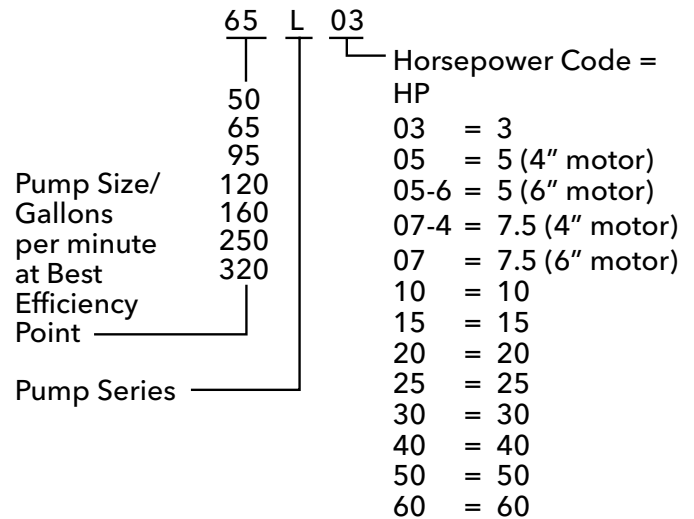 65 L 03
Horsepower Code =
HP
03 = 3
05 = 5 (4″ motor)
05-6 = 5 (6″ motor)
07-4 = 7.5 (4″ motor)
07 = 7.5 (6″ motor)
10 = 10
15 = 15
20 = 20
25 = 25
30 = 30
40 = 40
50 = 50
60 = 60
50
65
95
120
160
250
320
Pump Size/
Gallons
per minute
at Best
Efficiency
Point
Pump Series